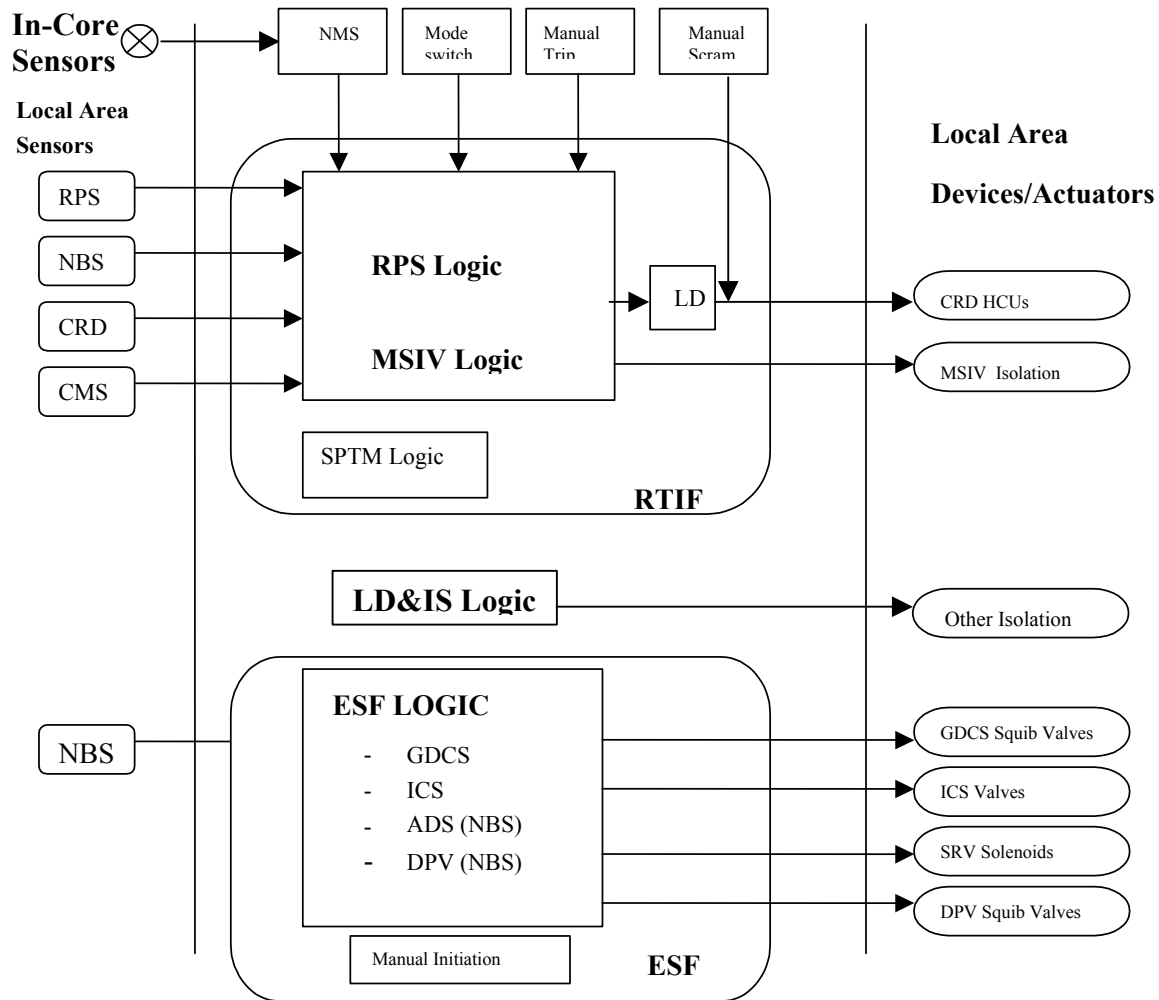 In-Core
Sensors
NMS
Mode
switch
Manual
Trip
Manual
Scram
Local Area
Sensors
Local Area
Devices/Actuators
RPS
NBS
CRD
CMS
RPS Logic
MSIV Logic
LD
CRD HCUs
MSIV Isolation
SPTM Logic
RTIF
LD&IS Logic
Other Isolation
NBS
ESF LOGIC
- GDCS
- ICS
- ADS (NBS)
- DPV (NBS)
GDCS Squib Valves
ICS Valves
SRV Solenoids
DPV Squib Valves
Manual Initiation
ESF